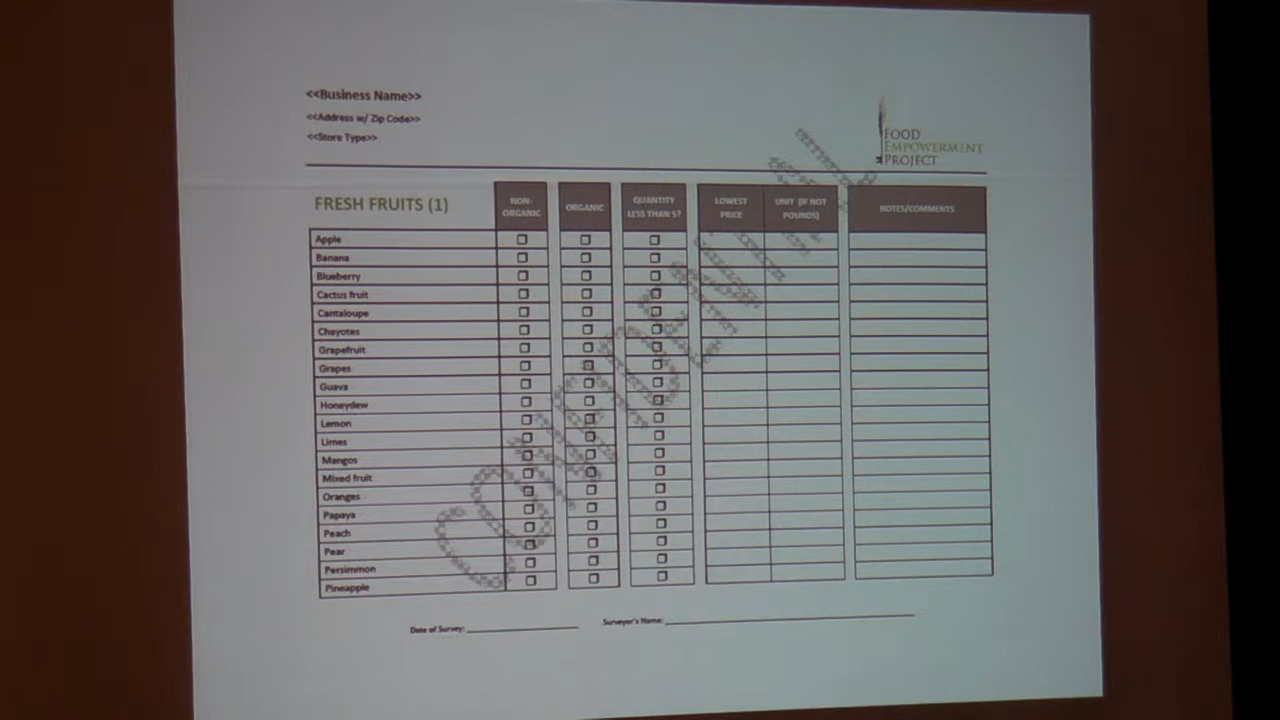 <<Business Name>>
<<Address w/ Zip Code>>
<<Store Type>>
FOOD
EMPOWERMENT
PROJECT
FRESH FRUITS (1)
NON-
ORGANIC
ORGANIC
QUANTITY
LESS THAN 5?
LOWEST
PRICE
UNIT (IF NOT
POUNDS)
NOTES/COMMENTS
Apple
Banana
Blueberry
Cactus fruit
Cantaloupe
Chayotes
Grapefruit
Grapes
Guava
Honeydew
Lemon
Limes
Mangos
Mixed fruit
Oranges
Papaya
Peach
Pear
Persimmon
Pineapple
Date of Survey:
Surveyor's Name: